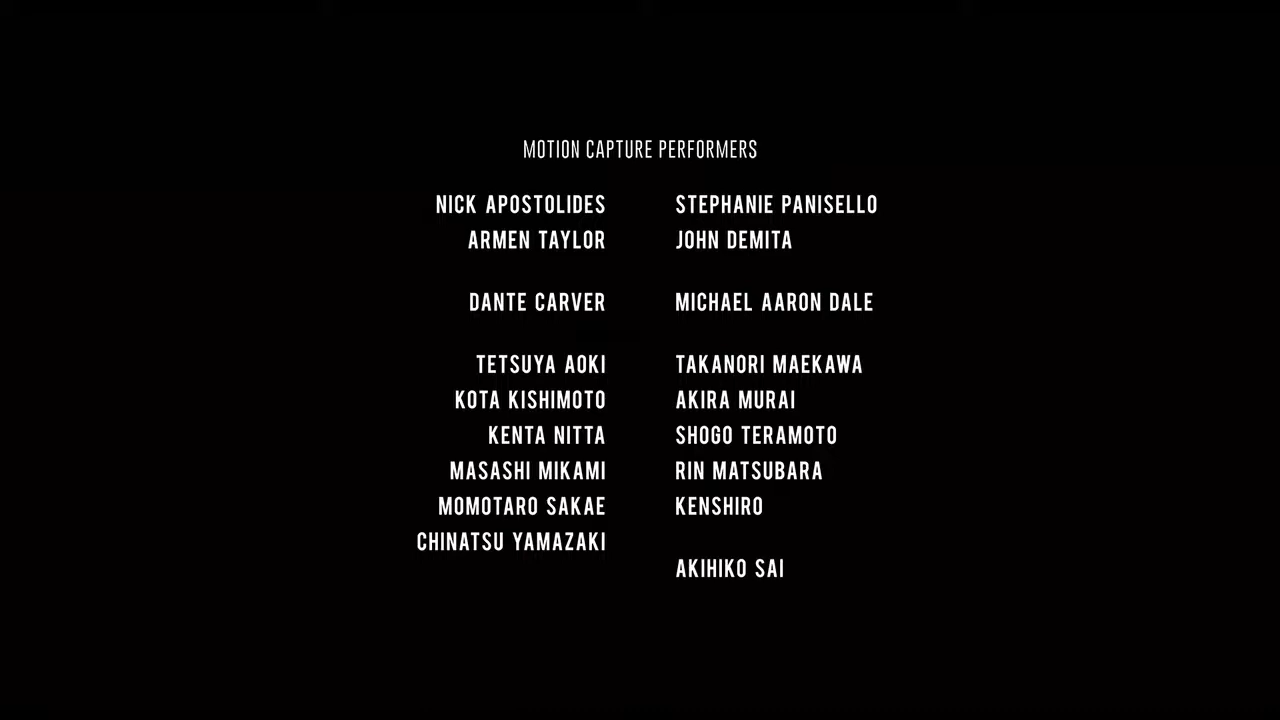 MOTION CAPTURE PERFORMERS
NICK APOSTOLIDES STEPHANIE PANISELLO
ARMEN TAYLOR JOHN DEMITA
DANTE CARVER MICHAEL AARON DALE
TETSUYA AOKI TAKANORI MAEKAWA
KOTA KISHIMOTO AKIRA MURAI
KENTA NITTA SHOGO TERAMOTO
MASASHI MIKAMI RIN MATSUBARA
MOMOTARO SAKAE KENSHIRO
CHINATSU YAMAZAKI
AKIHIKO SAI